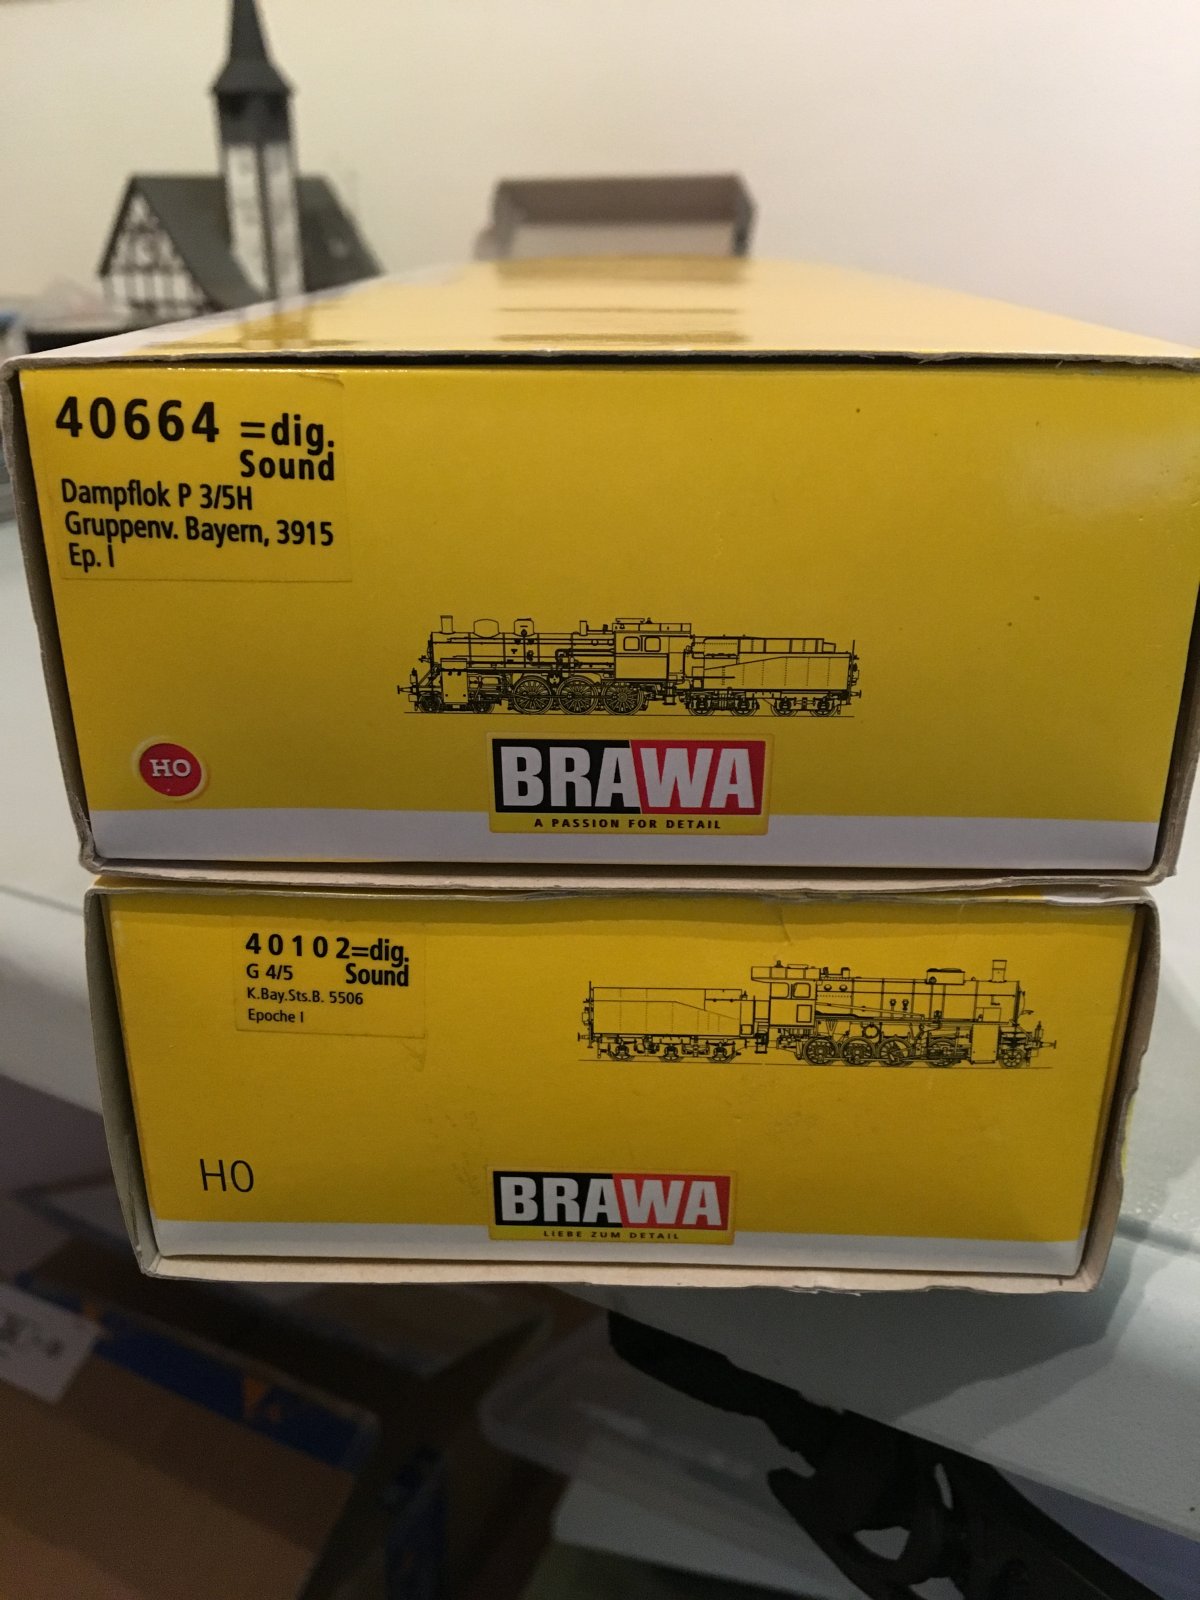 40664 =dig.
Sound
Dampflok P 3/5H
Gruppenv. Bayern, 3915
Ep. I
HO
BRAWA
A PASSION FOR DETAIL
40102=dig.
G 4/5 Sound
K.Bay.Sts.B. 5506
Epoche I
H0
BRAWA
LIEBE ZUM DETAIL